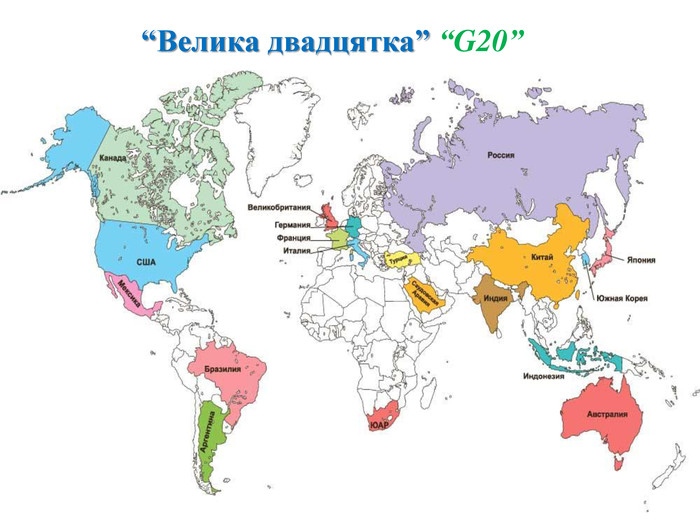 “Велика двадцятка” “G20”
Канада
Россия
Великобритания
Германия
Франция
Италия
США
Турция
Китай
Япония
Мексика
Саудовская
Аравия
Индия
Южная Корея
Бразилия
Индонезия
Аргентина
ЮАР
Австралия